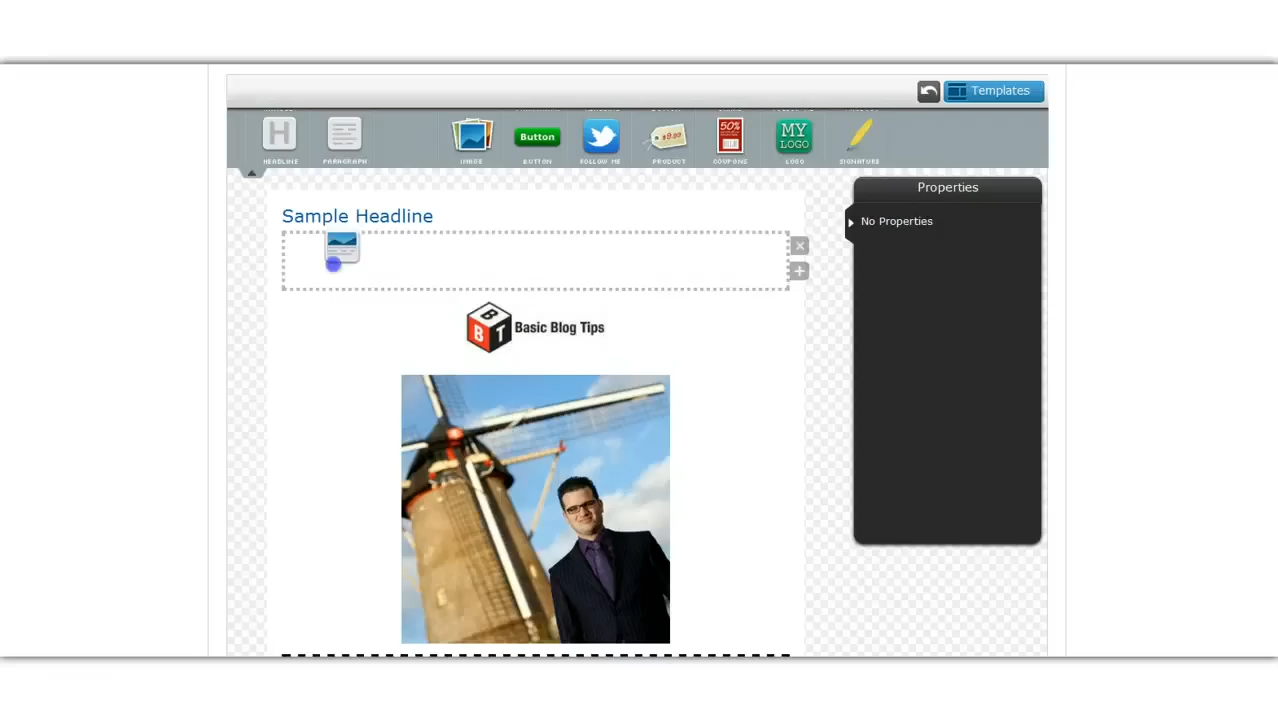 Templates
H
HEADLINE
PARAGRAPH
IMAGE
Button
BUTTON
FOLLOW ME
$9.99
PRODUCT
50%
COUPONS
MY
LOGO
LOGO
SIGNATURE
Properties
No Properties
Sample Headline
B
B T
Basic Blog Tips